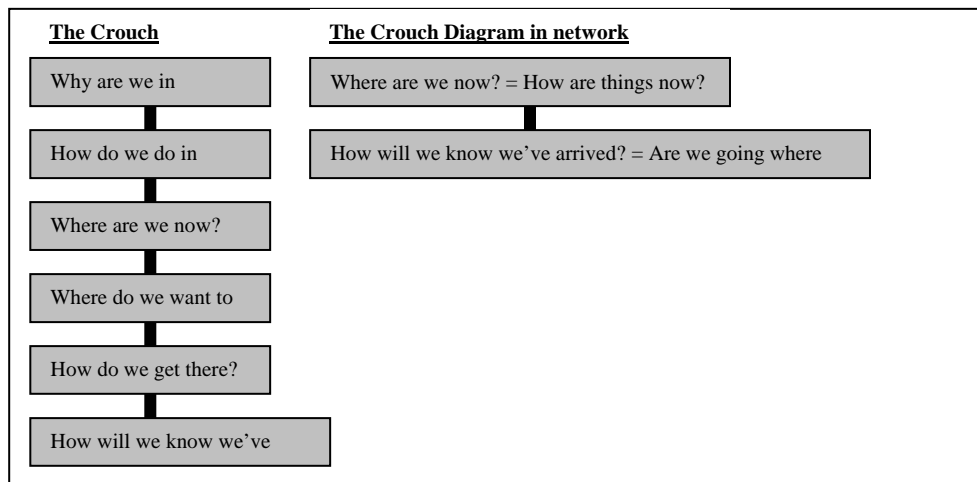 The Crouch
Why are we in
How do we do in
Where are we now?
Where do we want to
How do we get there?
How will we know we’ve
The Crouch Diagram in network
Where are we now? = How are things now?
How will we know we’ve arrived? = Are we going where